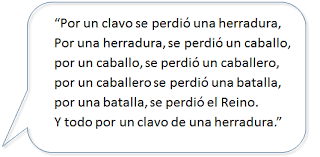 “Por un clavo se perdió una herradura,
Por una herradura, se perdió un caballo,
por un caballo, se perdió un caballero,
por un caballero se perdió una batalla,
por una batalla, se perdió el Reino.
Y todo por un clavo de una herradura.”